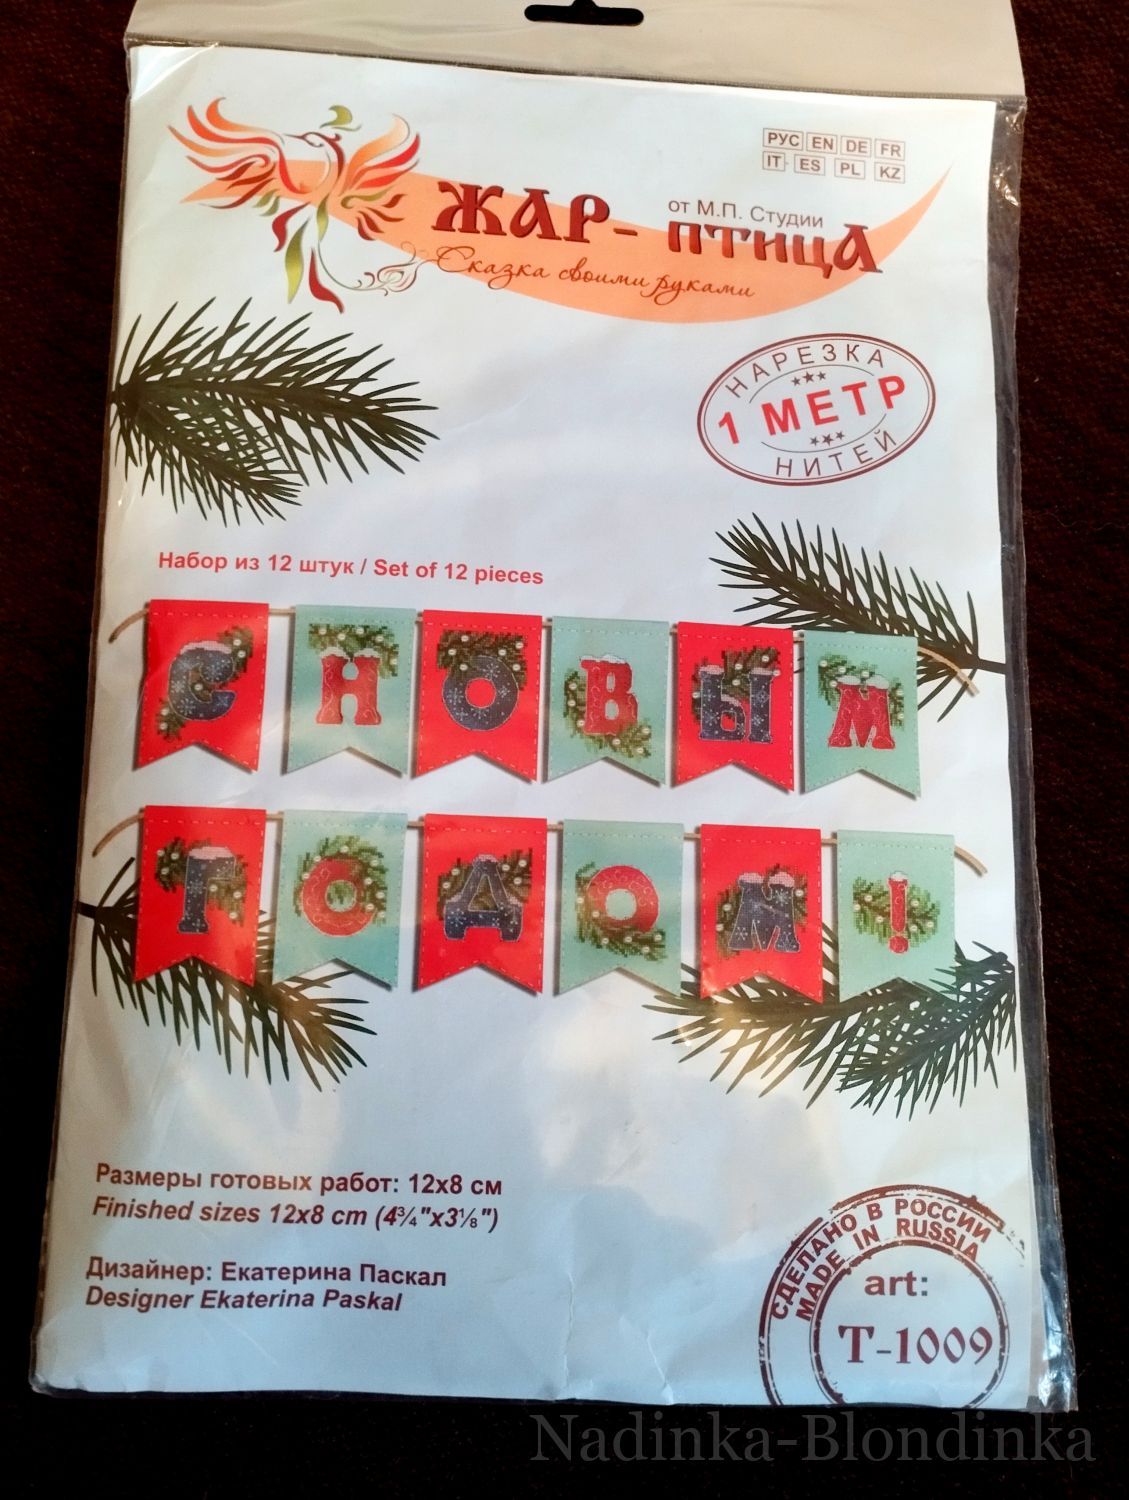 РУС EN DE FR
IT ES PL KZ
ЖАР-ПТИЦА
от М.П. Студии
Сказка своими руками
НАРЕЗКА
1 МЕТР
НИТЕЙ
Набор из 12 штук / Set of 12 pieces
С НОВЫМ
ГОДОМ!
Размеры готовых работ: 12x8 см
Finished sizes 12x8 cm (4¾"x3⅛")
Дизайнер: Екатерина Паскал
Designer Ekaterina Paskal
СДЕЛАНО В РОССИИ
MADE IN RUSSIA
art:
Т-1009
Nadinka-Blondinka